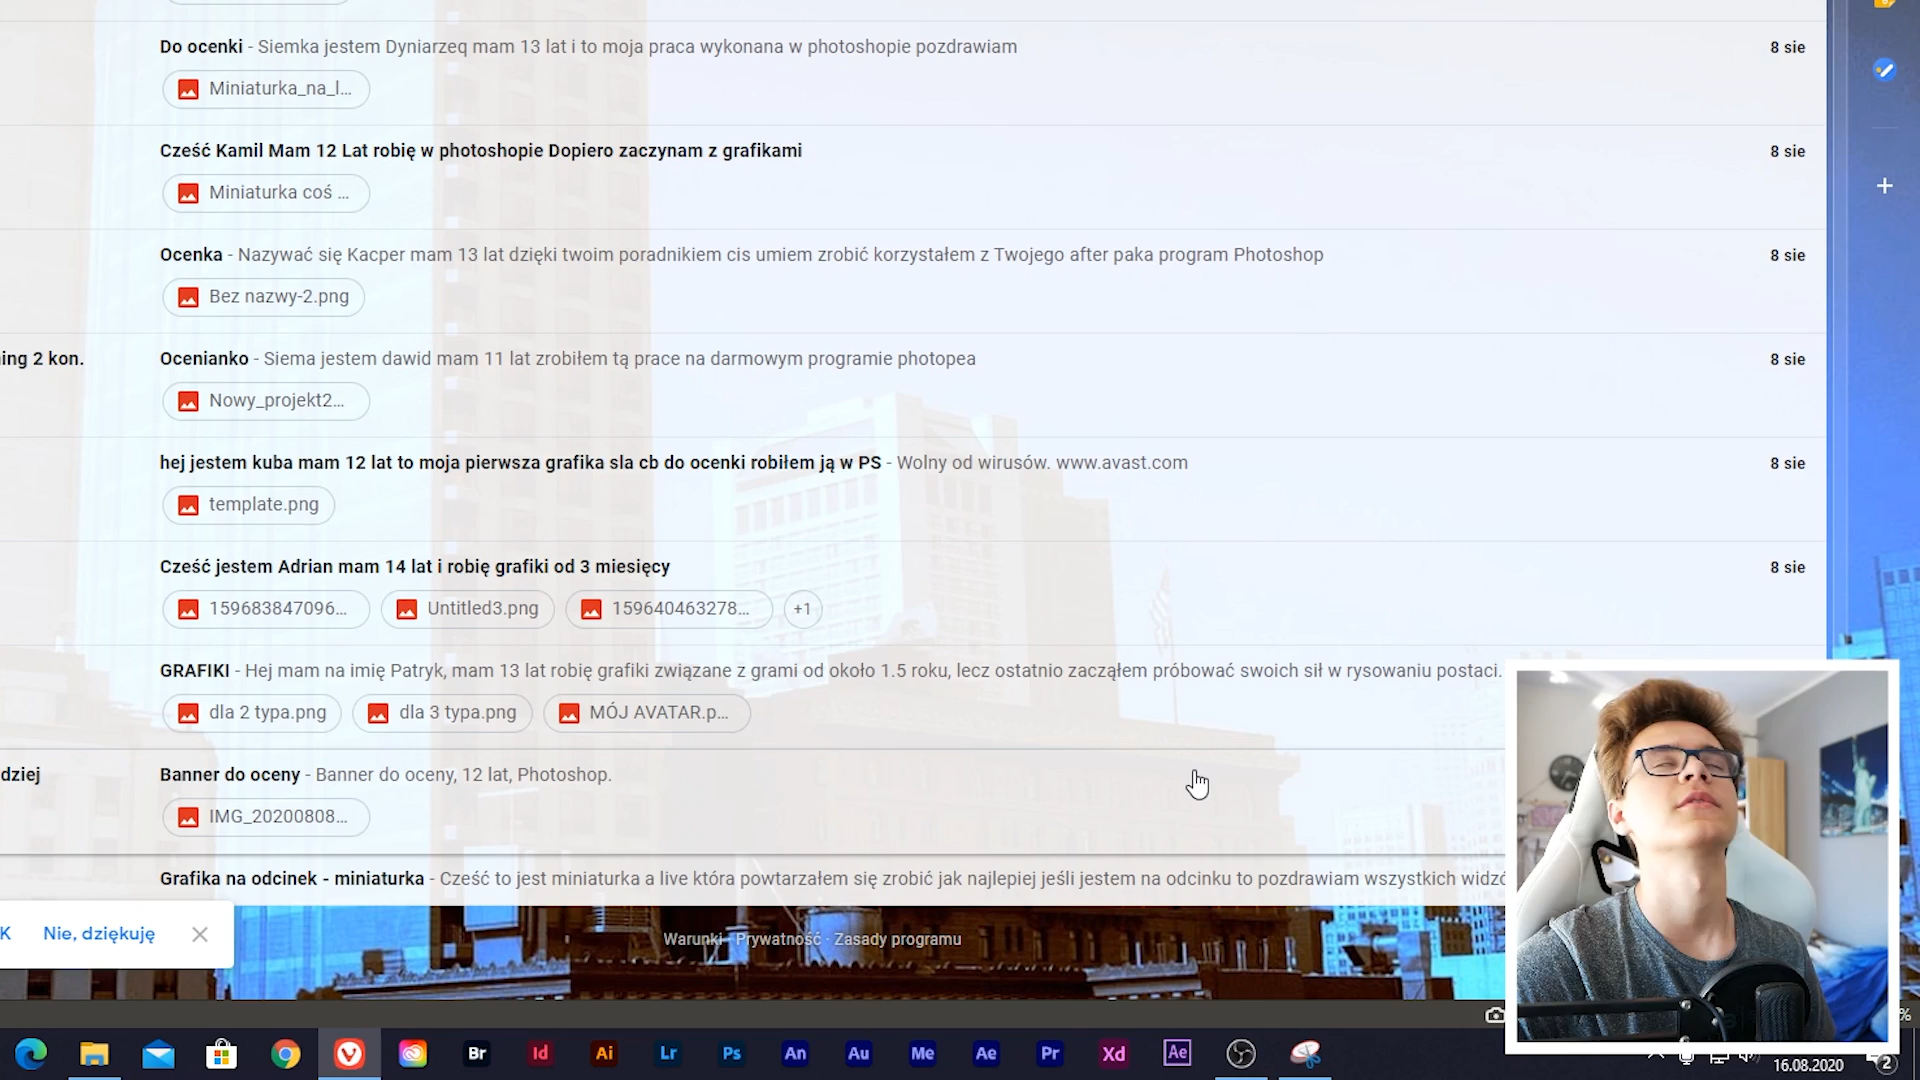 Do ocenki - Siemka jestem Dyniarzeq mam 13 lat i to moja praca wykonana w photoshopie pozdrawiam 8 sie
Miniaturka_na_l...
Cześć Kamil Mam 12 Lat robię w photoshopie Dopiero zaczynam z grafikami 8 sie
Miniaturka coś ...
Ocenka - Nazywać się Kacper mam 13 lat dzięki twoim poradnikiem cis umiem zrobić korzystałem z Twojego after paka program Photoshop 8 sie
Bez nazwy-2.png
ing 2 kon. Ocenianko - Siema jestem dawid mam 11 lat zrobiłem tą prace na darmowym programie photopea 8 sie
Nowy_projekt2...
hej jestem kuba mam 12 lat to moja pierwsza grafika sla cb do ocenki robiłem ją w PS - Wolny od wirusów. www.avast.com 8 sie
template.png
Cześć jestem Adrian mam 14 lat i robię grafiki od 3 miesięcy 8 sie
159683847096... Untitled3.png 159640463278... +1
GRAFIKI - Hej mam na imię Patryk, mam 13 lat robię grafiki związane z grami od około 1.5 roku, lecz ostatnio zacząłem próbować swoich sił w rysowaniu postaci.
dla 2 typa.png dla 3 typa.png MÓJ AVATAR.p...
dziej Banner do oceny - Banner do oceny, 12 lat, Photoshop.
IMG_20200808...
Grafika na odcinek - miniaturka - Cześć to jest miniaturka a live która powtarzałem się zrobić jak najlepiej jeśli jestem na odcinku to pozdrawiam wszystkich widzó
K Nie, dziękuję
Warunki · Prywatność · Zasady programu
%
Br Id Ai Lr Ps An Au Me Ae Pr Xd Ae
16.08.2020 2